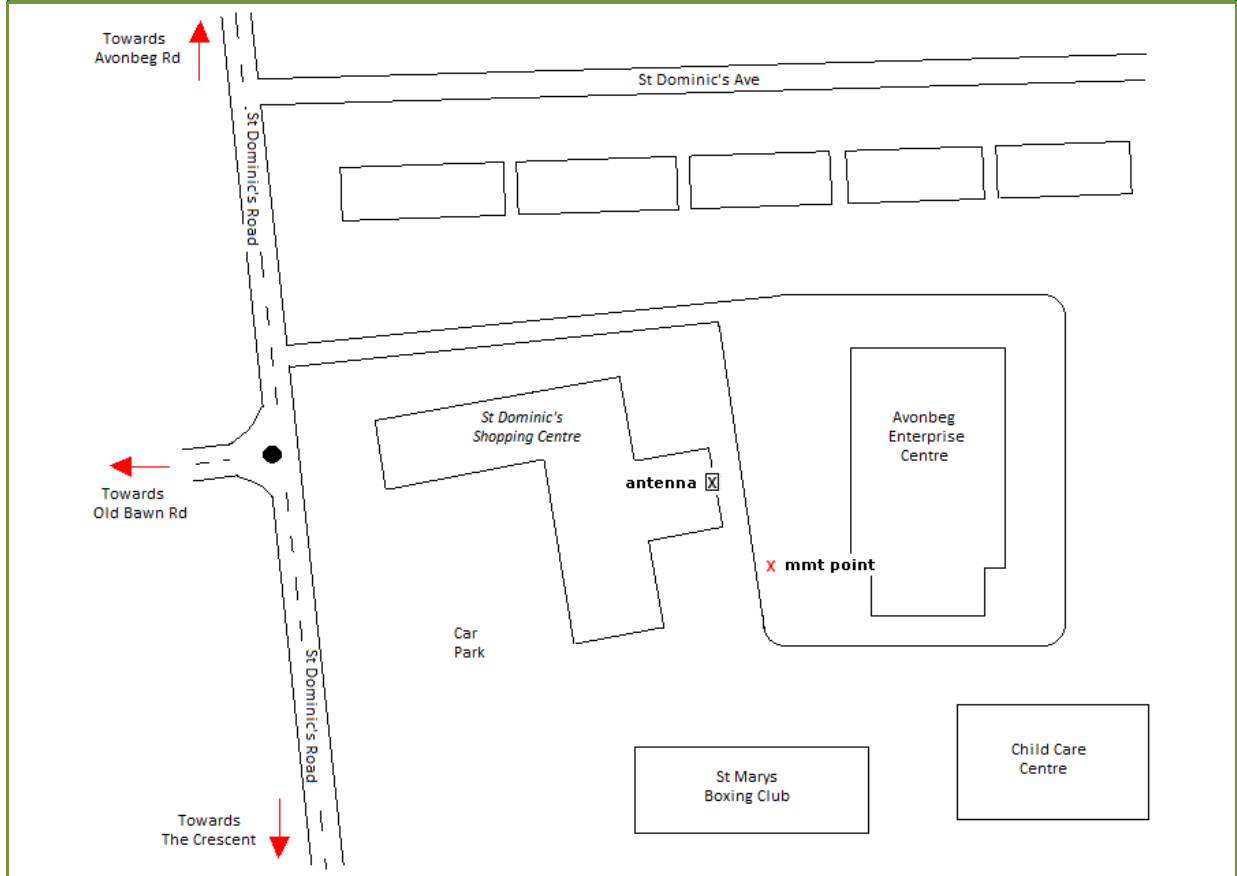 Towards
Avonbeg Rd
St Dominic's Ave
St Dominic's Road
St Dominic's
Shopping Centre
Avonbeg
Enterprise
Centre
antenna X
Towards
Old Bawn Rd
X mmt point
Car
Park
St Dominic's Road
Child Care
Centre
St Marys
Boxing Club
Towards
The Crescent